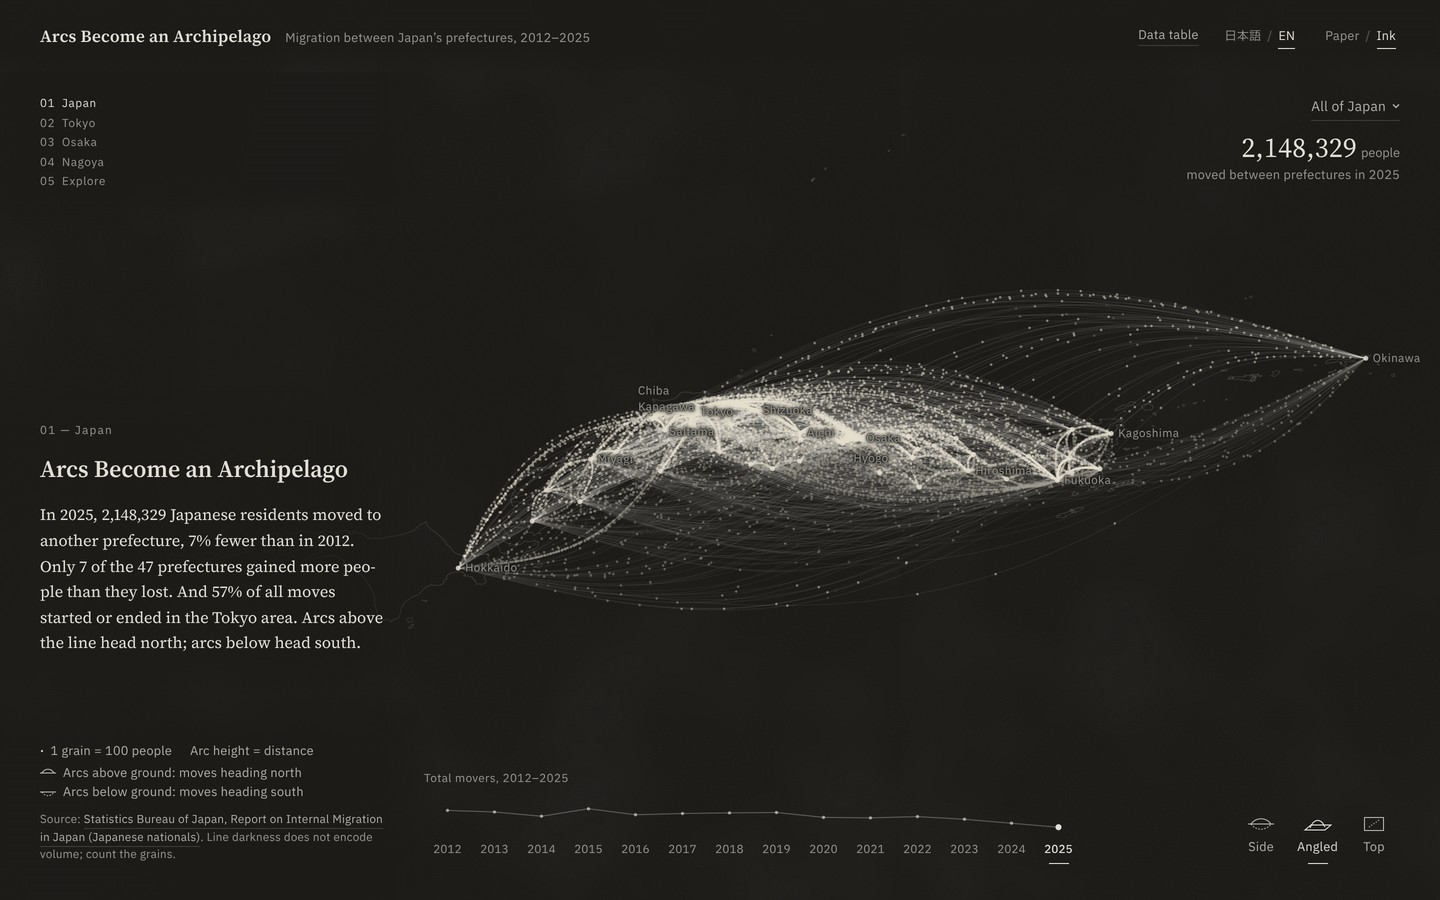 Arcs Become an Archipelago Migration between Japan's prefectures, 2012–2025
Data table 日本語 / EN Paper / Ink
01 Japan
02 Tokyo
03 Osaka
04 Nagoya
05 Explore
All of Japan
2,148,329 people
moved between prefectures in 2025
Okinawa
Chiba
Kanagawa Tokyo Shizuoka
Saitama Aichi Osaka Kagoshima
Miyagi Hyogo
Hiroshima Fukuoka
Hokkaido
01 — Japan
Arcs Become an Archipelago
In 2025, 2,148,329 Japanese residents moved to
another prefecture, 7% fewer than in 2012.
Only 7 of the 47 prefectures gained more peo-
ple than they lost. And 57% of all moves
started or ended in the Tokyo area. Arcs above
the line head north; arcs below head south.
· 1 grain = 100 people Arc height = distance
Arcs above ground: moves heading north
Arcs below ground: moves heading south
Source: Statistics Bureau of Japan, Report on Internal Migration
in Japan (Japanese nationals). Line darkness does not encode
volume; count the grains.
Total movers, 2012–2025
2012 2013 2014 2015 2016 2017 2018 2019 2020 2021 2022 2023 2024 2025
Side Angled Top